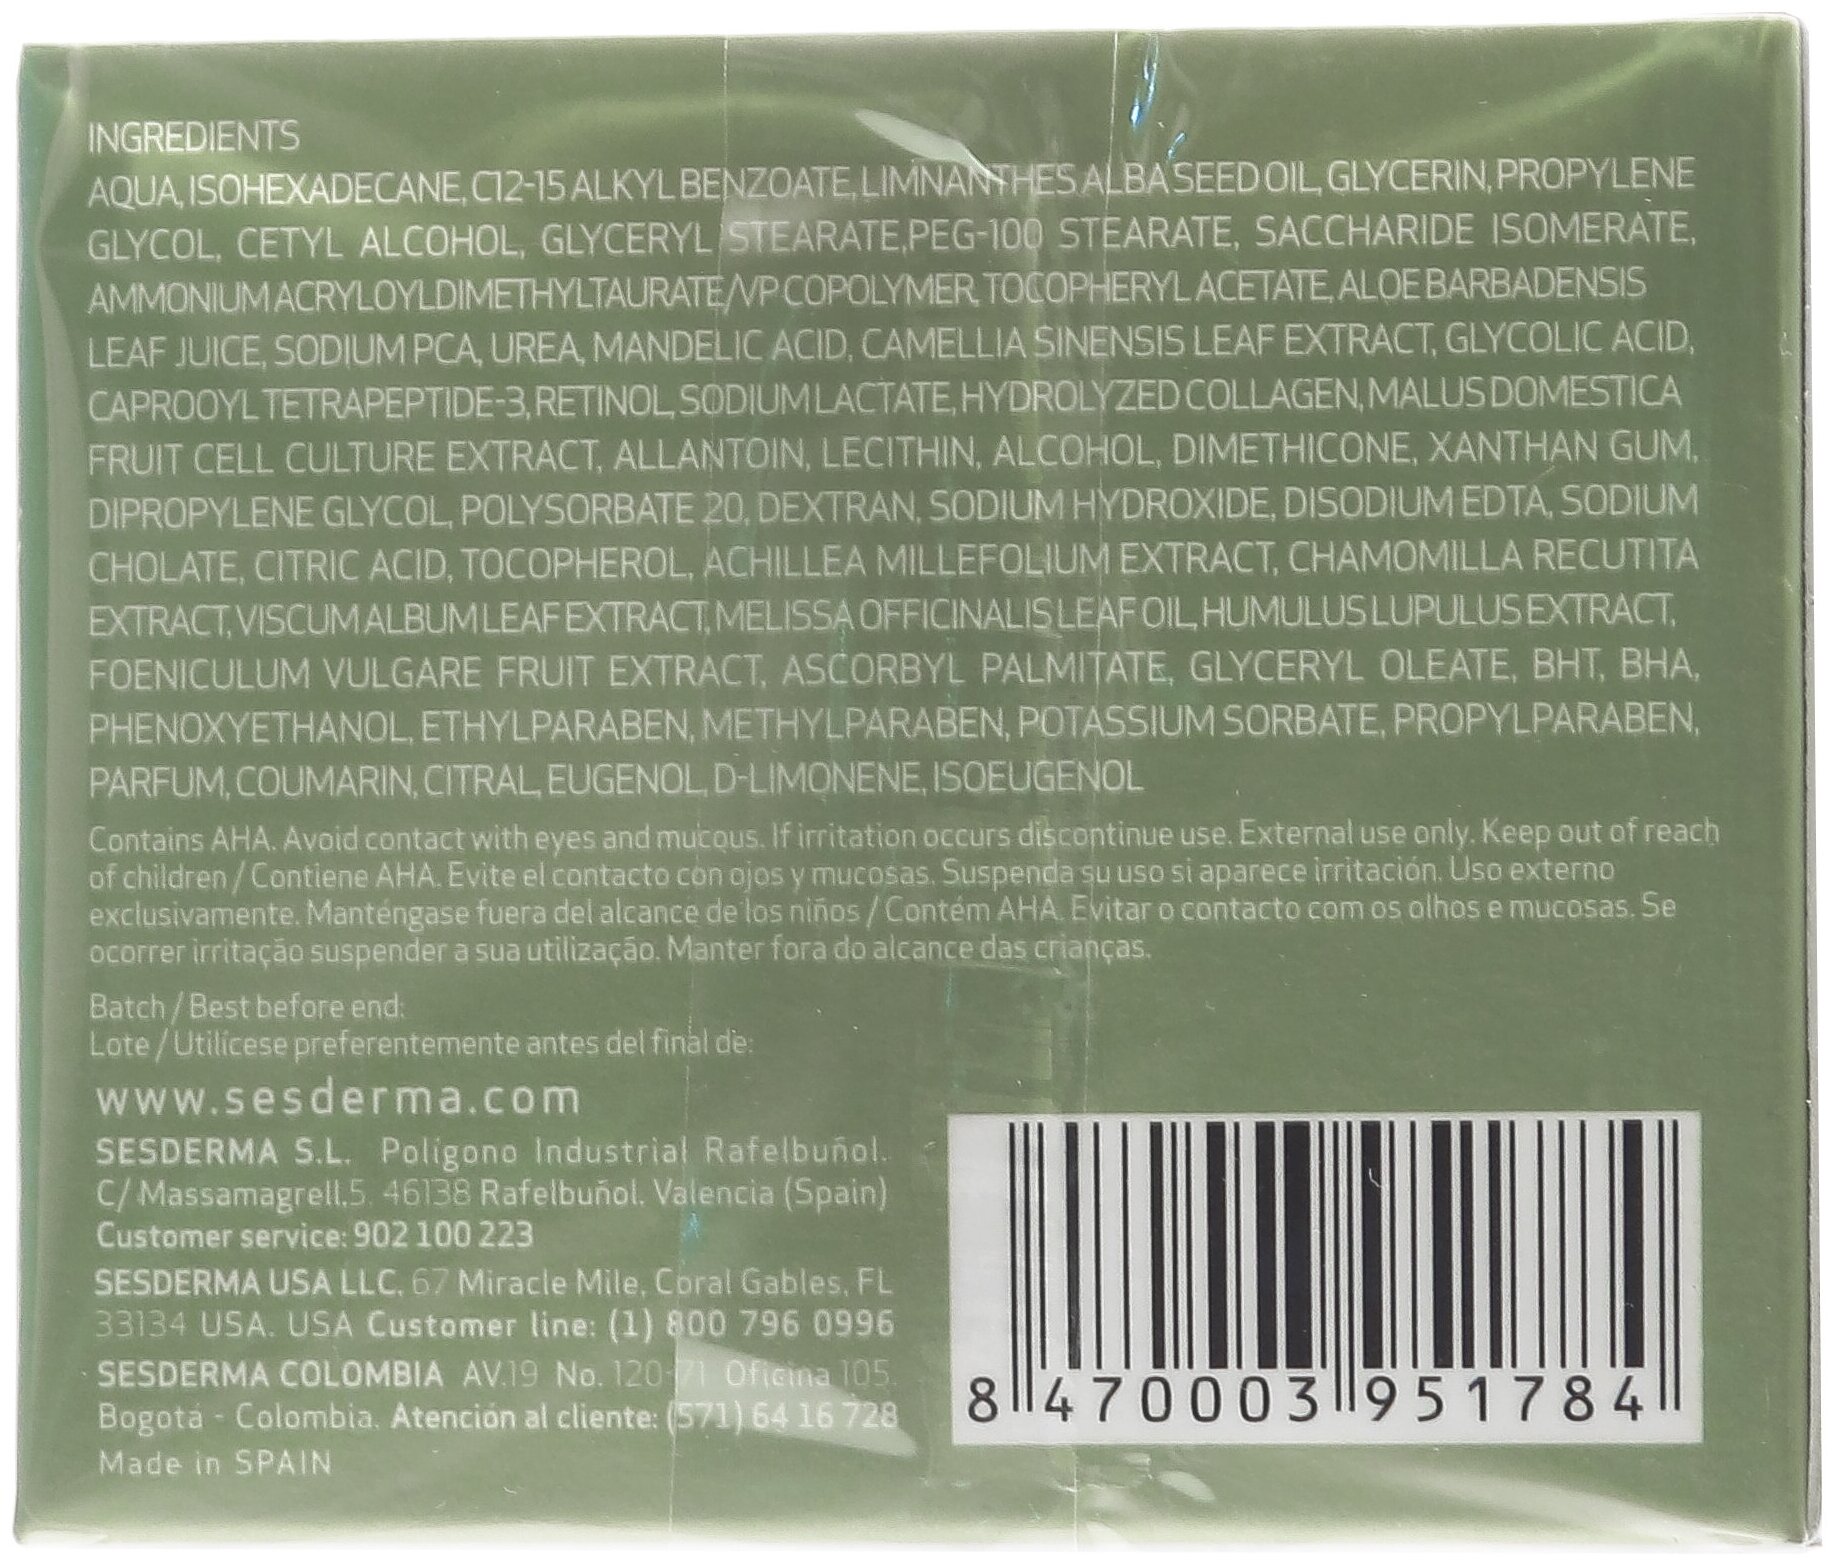 INGREDIENTS
AQUA, ISOHEXADECANE, C12-15 ALKYL BENZOATE, LIMNANTHES ALBA SEED OIL, GLYCERIN, PROPYLENE
GLYCOL, CETYL ALCOHOL, GLYCERYL STEARATE,PEG-100 STEARATE, SACCHARIDE ISOMERATE,
AMMONIUM ACRYLOYLDIMETHYLTAURATE/VP COPOLYMER, TOCOPHERYL ACETATE, ALOE BARBADENSIS
LEAF JUICE, SODIUM PCA, UREA, MANDELIC ACID, CAMELLIA SINENSIS LEAF EXTRACT, GLYCOLIC ACID,
CAPROOYL TETRAPEPTIDE-3, RETINOL, SODIUM LACTATE, HYDROLYZED COLLAGEN, MALUS DOMESTICA
FRUIT CELL CULTURE EXTRACT, ALLANTOIN, LECITHIN, ALCOHOL, DIMETHICONE, XANTHAN GUM,
DIPROPYLENE GLYCOL, POLYSORBATE 20, DEXTRAN, SODIUM HYDROXIDE, DISODIUM EDTA, SODIUM
CHOLATE, CITRIC ACID, TOCOPHEROL, ACHILLEA MILLEFOLIUM EXTRACT, CHAMOMILLA RECUTITA
EXTRACT, VISCUM ALBUM LEAF EXTRACT, MELISSA OFFICINALIS LEAF OIL, HUMULUS LUPULUS EXTRACT,
FOENICULUM VULGARE FRUIT EXTRACT, ASCORBYL PALMITATE, GLYCERYL OLEATE, BHT, BHA,
PHENOXYETHANOL, ETHYLPARABEN, METHYLPARABEN, POTASSIUM SORBATE, PROPYLPARABEN,
PARFUM, COUMARIN, CITRAL, EUGENOL, D-LIMONENE, ISOEUGENOL
Contains AHA. Avoid contact with eyes and mucous. If irritation occurs discontinue use. External use only. Keep out of reach
of children / Contiene AHA. Evite el contacto con ojos y mucosas. Suspenda su uso si aparece irritación. Uso externo
exclusivamente. Manténgase fuera del alcance de los niños / Contém AHA. Evitar o contacto com os olhos e mucosas. Se
ocorrer irritação suspender a sua utilização. Manter fora do alcance das crianças.
Batch / Best before end:
Lote / Utilícese preferentemente antes del final de:
www.sesderma.com
SESDERMA S.L. Polígono Industrial Rafelbuñol.
C/ Massamagrell,5. 46138 Rafelbuñol. Valencia (Spain)
Customer service: 902 100 223
SESDERMA USA LLC. 67 Miracle Mile, Coral Gables, FL
33134 USA. USA Customer line: (1) 800 796 0996
SESDERMA COLOMBIA AV.19 No. 120-71 Oficina 105.
Bogotá - Colombia. Atención al cliente: (571) 64 16 728
Made in SPAIN
8 470003 951784